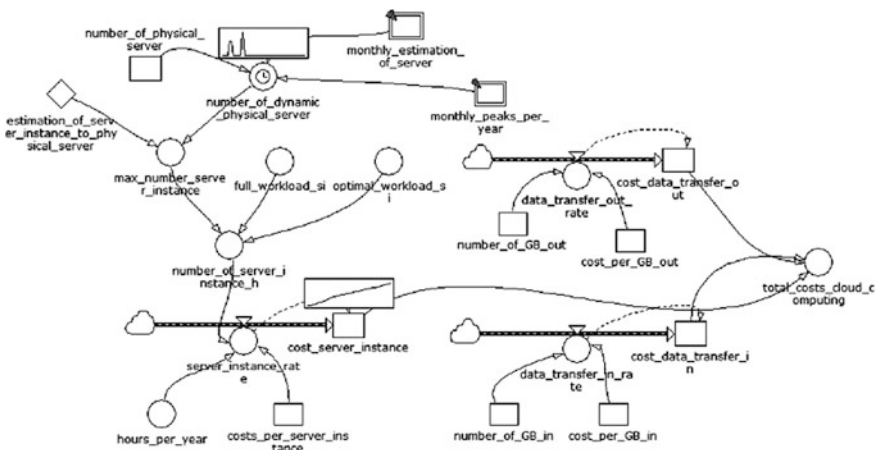 number_of_physical_
server
monthly_estimation_
of_server
number_of_dynamic
_physical_server
monthly_peaks_per_
year
estimation_of_serv
er_instance_to_phy
sical_server
max_number_serve
r_instance
full_workload_si
optimal_workload_s
i
cost_data_transfer_o
ut
data_transfer_out_
rate
number_of_GB_out
cost_per_GB_out
number_of_server_i
nstance_h
total_costs_cloud_c
omputing
cost_server_instance
server_instance_rat
e
cost_data_transfer_i
n
data_transfer_in_ra
te
hours_per_year
costs_per_server_ins
tance
number_of_GB_in
cost_per_GB_in